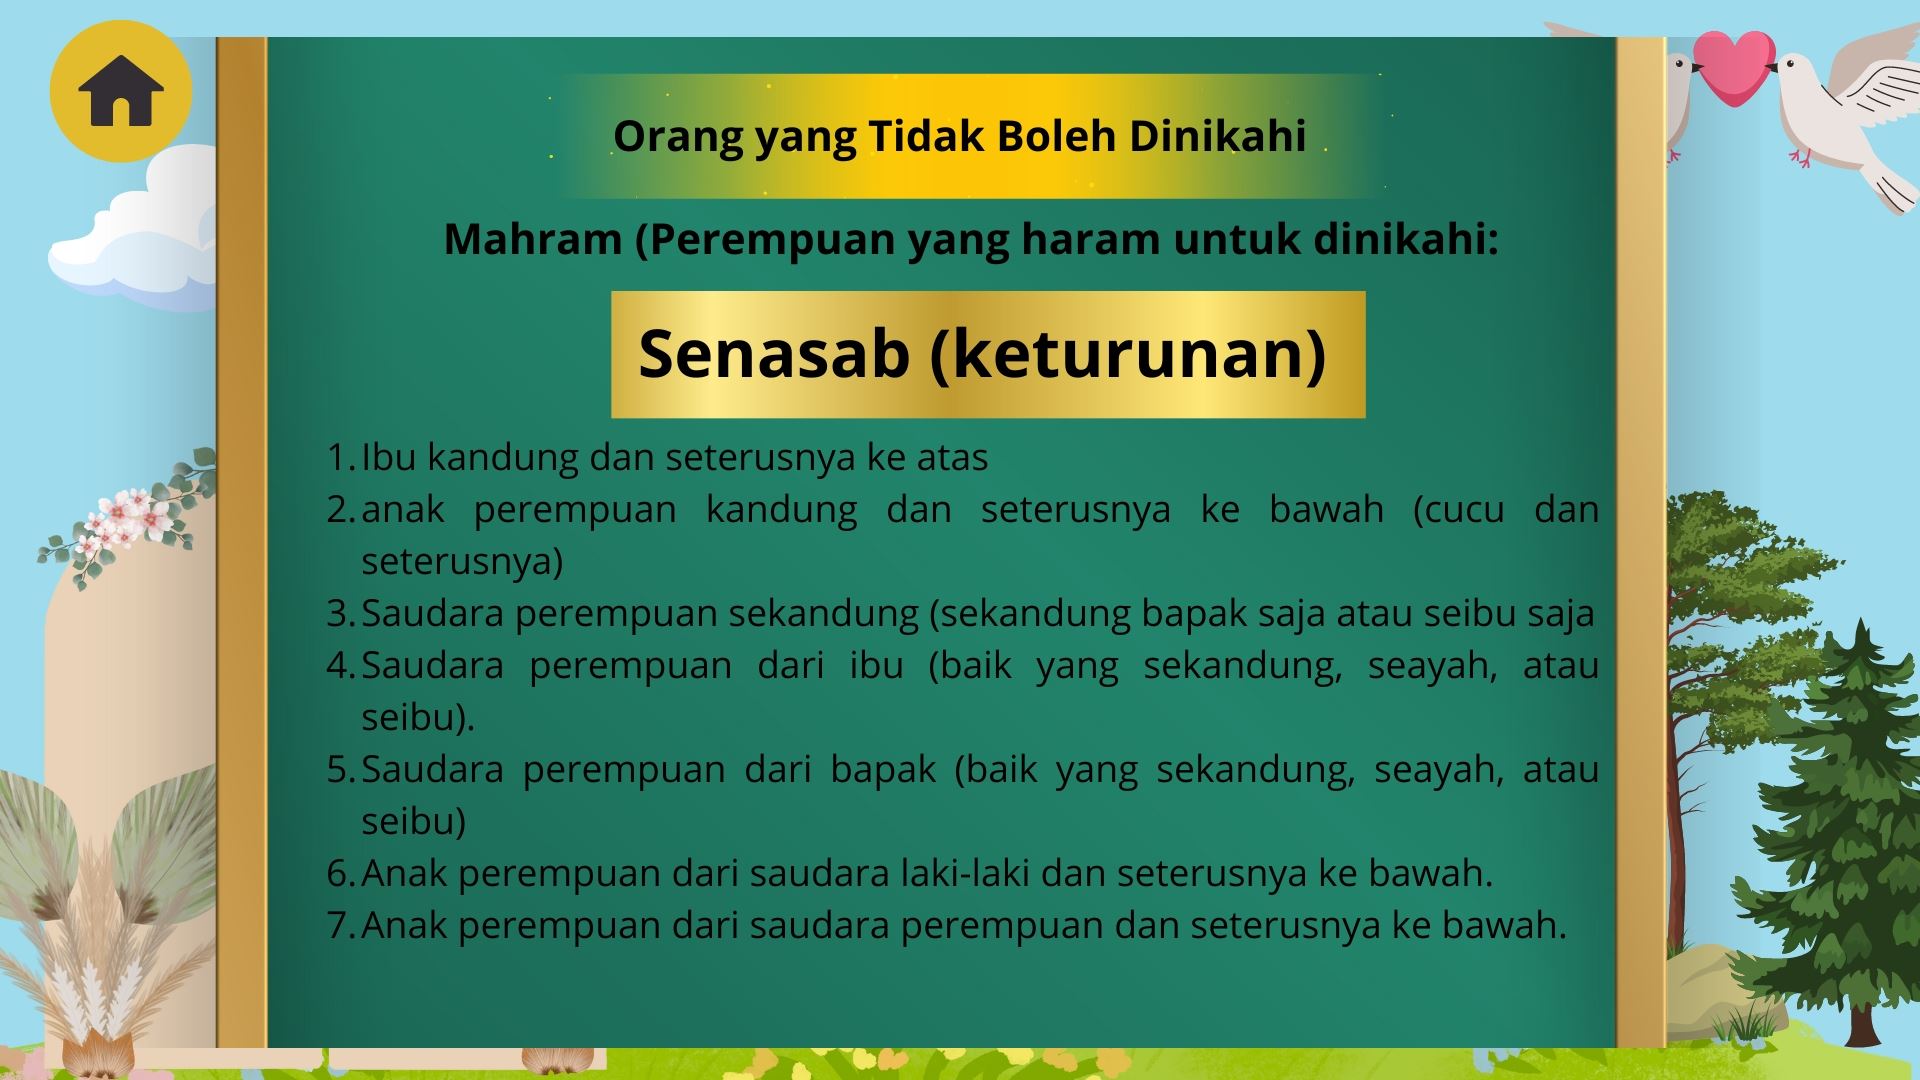 Orang yang Tidak Boleh Dinikahi
Mahram (Perempuan yang haram untuk dinikahi:
Senasab (keturunan)
1. Ibu kandung dan seterusnya ke atas
2. anak perempuan kandung dan seterusnya ke bawah (cucu dan
seterusnya)
3. Saudara perempuan sekandung (sekandung bapak saja atau seibu saja
4. Saudara perempuan dari ibu (baik yang sekandung, seayah, atau
seibu).
5. Saudara perempuan dari bapak (baik yang sekandung, seayah, atau
seibu)
6. Anak perempuan dari saudara laki-laki dan seterusnya ke bawah.
7. Anak perempuan dari saudara perempuan dan seterusnya ke bawah.